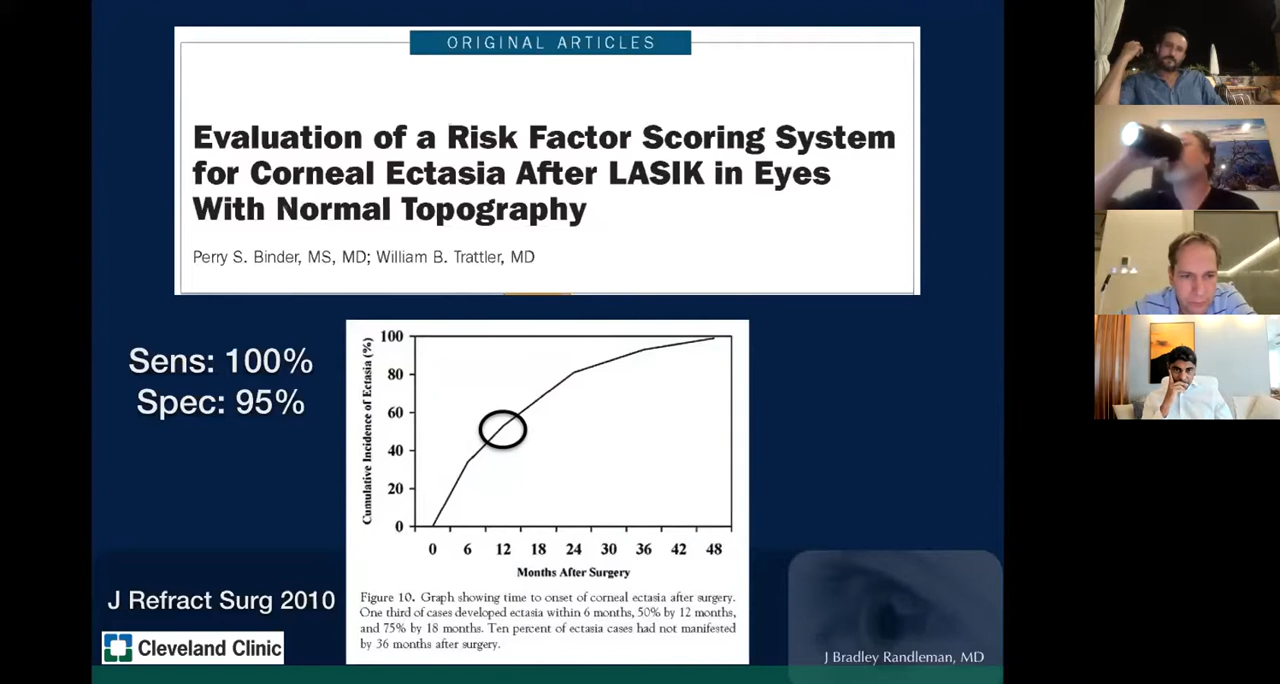 ORIGINAL ARTICLES
Evaluation of a Risk Factor Scoring System
for Corneal Ectasia After LASIK in Eyes
With Normal Topography
Perry S. Binder, MS, MD; William B. Trattler, MD
Sens: 100%
Spec: 95%
Cumulative Incidence of Ectasia (%)
100
80
60
40
20
0
0 6 12 18 24 30 36 42 48
Months After Surgery
Figure 10. Graph showing time to onset of corneal ectasia after surgery.
One third of cases developed ectasia within 6 months, 50% by 12 months,
and 75% by 18 months. Ten percent of ectasia cases had not manifested
by 36 months after surgery.
J Refract Surg 2010
Cleveland Clinic
J Bradley Randleman, MD